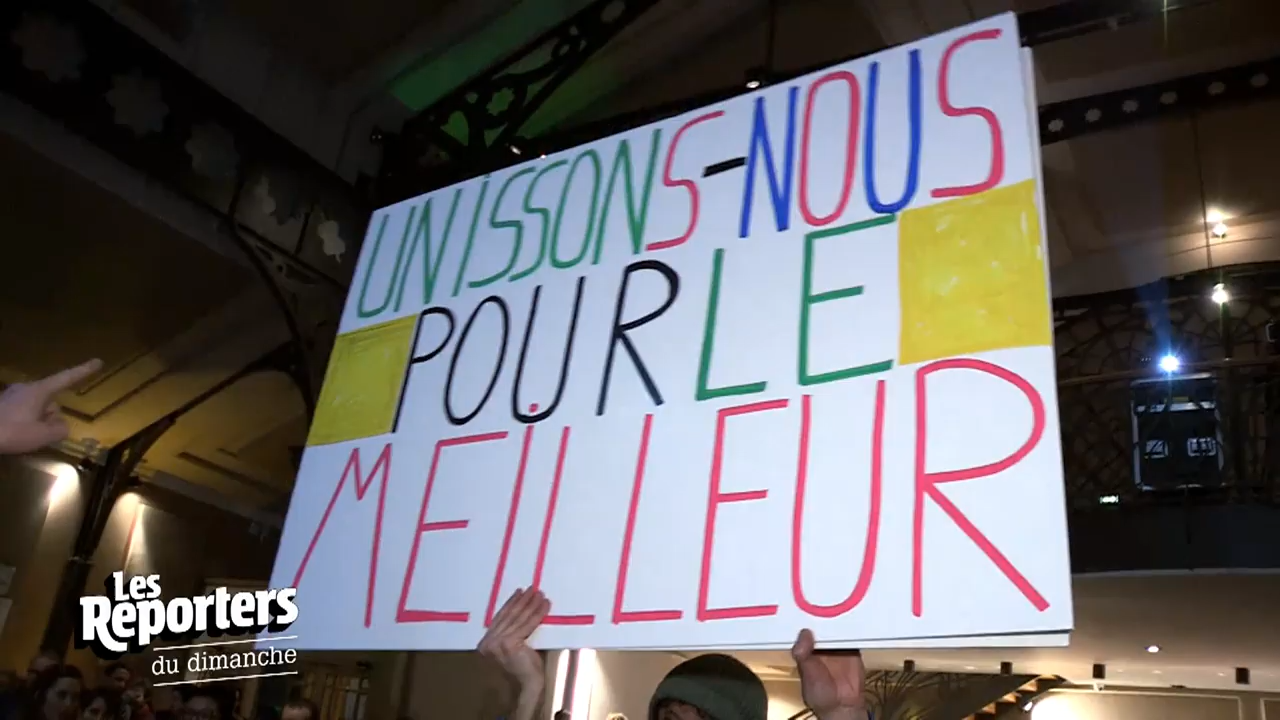 UNiSSONS-NOUS
POUR LE
MEiLLEUR
Les
Reporters
du dimanche